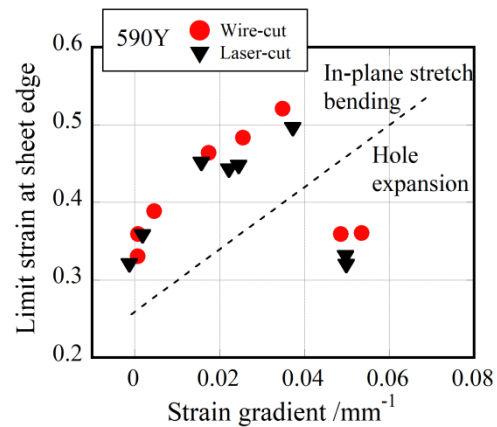 590Y
Wire-cut
Laser-cut
In-plane stretch
bending
Hole
expansion
Limit strain at sheet edge
0.6
0.5
0.4
0.3
0.2
0
0.02
0.04
0.06
0.08
Strain gradient /mm⁻¹